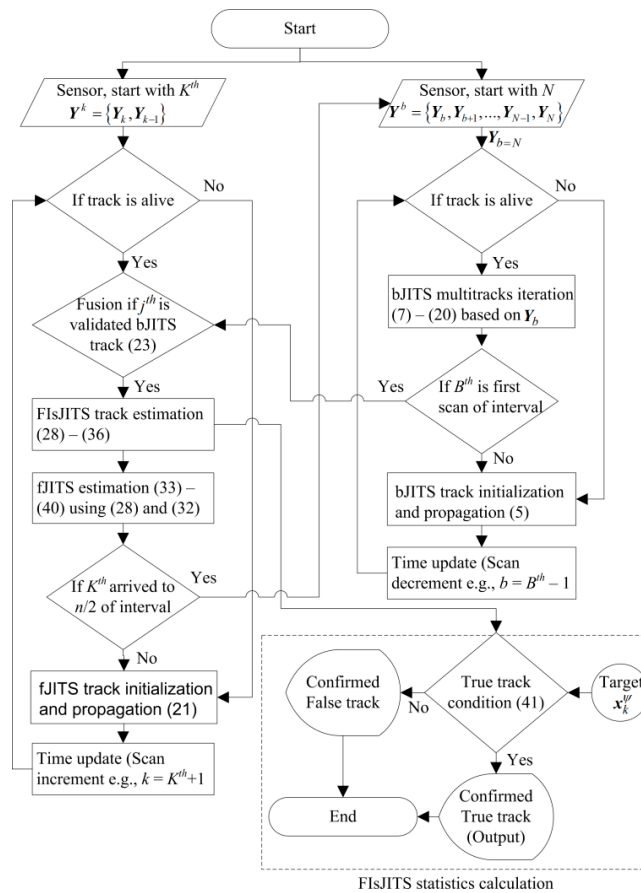 Start
Sensor, start with K^th
Y^k = {Y_k, Y_{k-1}}
If track is alive
No
Yes
Fusion if j^th is
validated bJITS
track (23)
Yes
FIsJITS track estimation
(28) – (36)
fJITS estimation (33) –
(40) using (28) and (32)
If K^th arrived to
n/2 of interval
Yes
No
fJITS track initialization
and propagation (21)
Time update (Scan
increment e.g., k = K^th+1
Sensor, start with N
Y^b = {Y_b, Y_{b+1}, ..., Y_{N-1}, Y_N}
Y_{b=N}
If track is alive
No
Yes
bJITS multitracks iteration
(7) – (20) based on Y_b
Yes
If B^th is first
scan of interval
No
bJITS track initialization
and propagation (5)
Time update (Scan
decrement e.g., b = B^th – 1
True track
condition (41)
Target
x_k^ψ
No
Confirmed
False track
Yes
Confirmed
True track
(Output)
End
FIsJITS statistics calculation